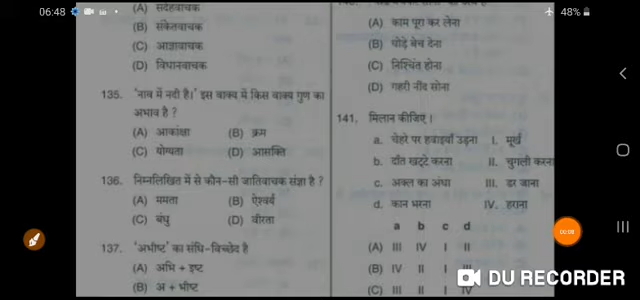 06:48
48%
(A) संदेहवाचक
(B) संकेतवाचक
(C) आज्ञावाचक
(D) विधानवाचक
135. 'नाव में नदी है।' इस वाक्य में किस वाक्य गुण का
अभाव है ?
(A) आकांक्षा (B) क्रम
(C) योग्यता (D) आसक्ति
136. निम्नलिखित में से कौन-सी जातिवाचक संज्ञा है ?
(A) ममता (B) ऐश्वर्य
(C) बंधु (D) वीरता
137. 'अभीष्ट' का संधि-विच्छेद है
(A) अभि + इष्ट
(B) अ + भीष्ट
(A) काम पूरा कर लेना
(B) घोड़े बेच देना
(C) निश्चिंत होना
(D) गहरी नींद सोना
141. मिलान कीजिए ।
a. चेहरे पर हवाइयाँ उड़ना I. मूर्ख
b. दाँत खट्टे करना II. चुगली करना
c. अक्ल का अंधा III. डर जाना
d. कान भरना IV. हराना
a b c d
(A) III IV I II
(B) IV II I III
(C) III II I IV
00:08
DU RECORDER